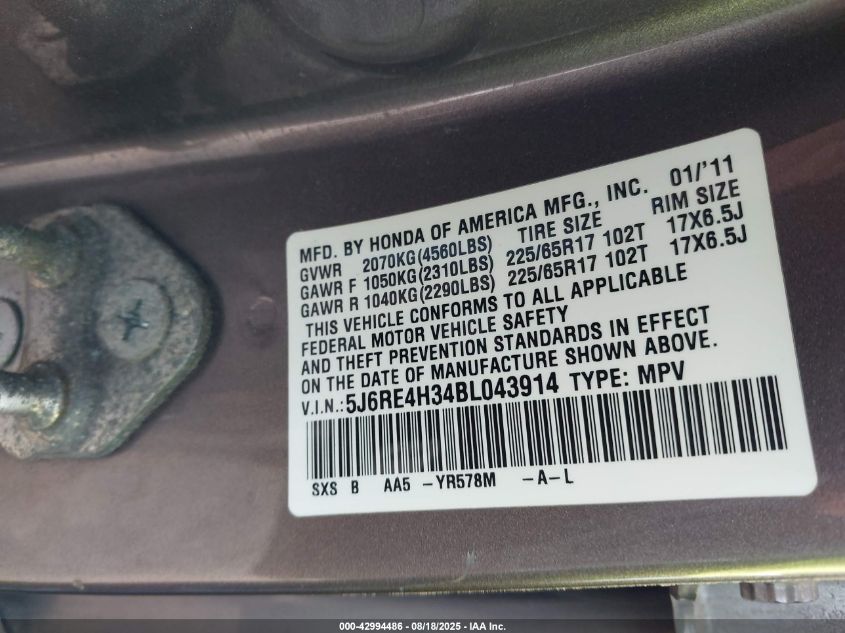 MFD. BY HONDA OF AMERICA MFG., INC. 01/'11
GVWR 2070KG(4560LBS) TIRE SIZE RIM SIZE
GAWR F 1050KG(2310LBS) 225/65R17 102T 17X6.5J
GAWR R 1040KG(2290LBS) 225/65R17 102T 17X6.5J
THIS VEHICLE CONFORMS TO ALL APPLICABLE
FEDERAL MOTOR VEHICLE SAFETY
AND THEFT PREVENTION STANDARDS IN EFFECT
ON THE DATE OF MANUFACTURE SHOWN ABOVE.
V.I.N.:5J6RE4H34BL043914 TYPE: MPV
SXS B AA5 -YR578M -A-L
000-42994486 - 08/18/2025 - IAA Inc.